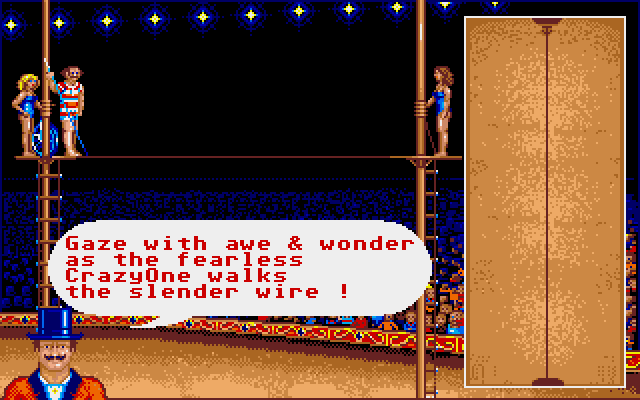 Gaze with awe & wonder
as the fearless
CrazyOne walks
the slender wire !